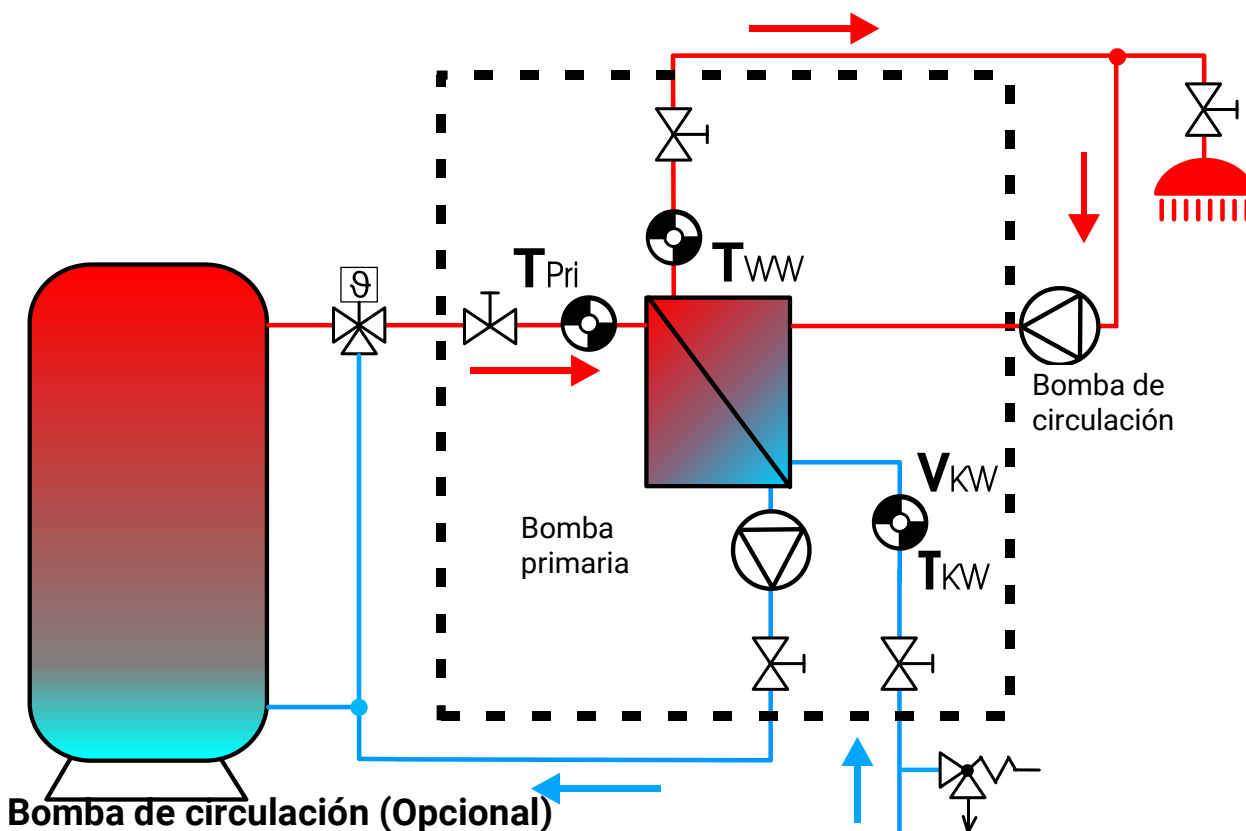 ϑ
TPri
TWW
Bomba de
circulación
VKW
Bomba
primaria
TKW
Bomba de circulación (Opcional)